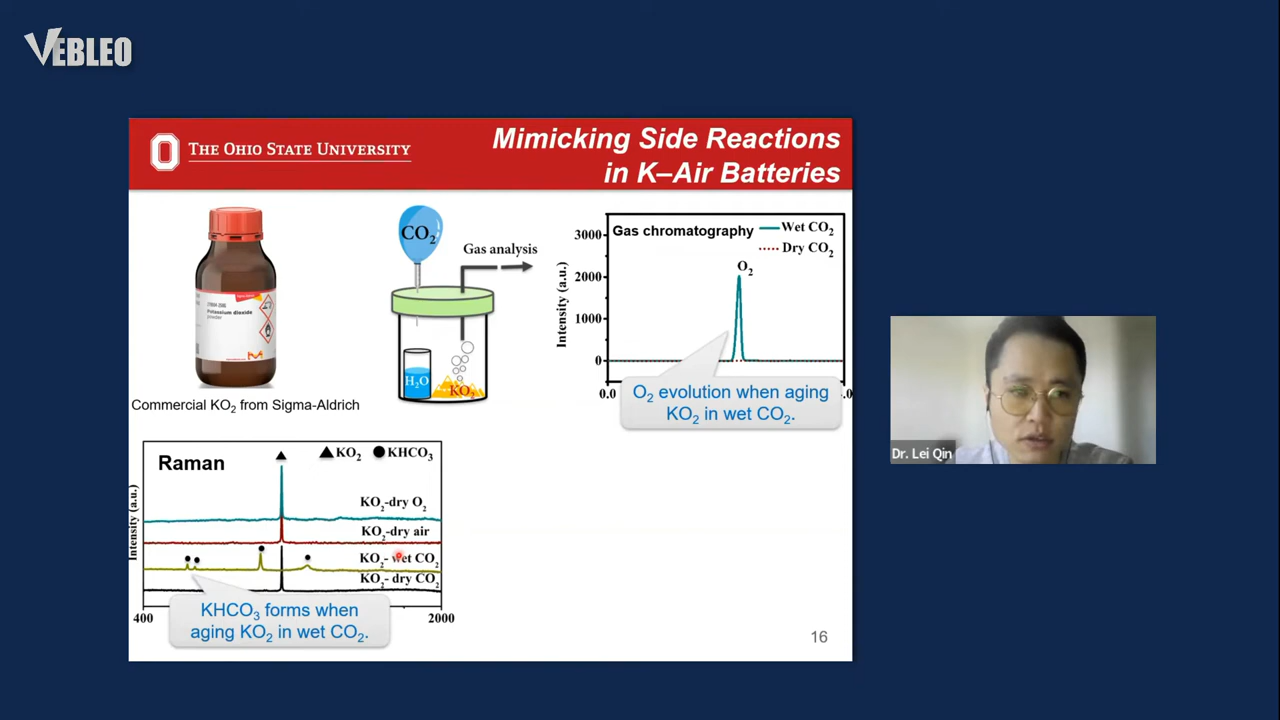 VEBLEO
THE OHIO STATE UNIVERSITY
Mimicking Side Reactions
in K–Air Batteries
Potassium dioxide
powder
Commercial KO2 from Sigma-Aldrich
CO2
Gas analysis
H2O
KO2
Gas chromatography
Wet CO2
Dry CO2
O2
Intensity (a.u.)
3000
2000
1000
0
0.0
O2 evolution when aging
KO2 in wet CO2.
Raman
KO2
KHCO3
Intensity (a.u.)
KO2-dry O2
KO2-dry air
KO2- wet CO2
KO2- dry CO2
400
2000
KHCO3 forms when
aging KO2 in wet CO2.
16
Dr. Lei Qin